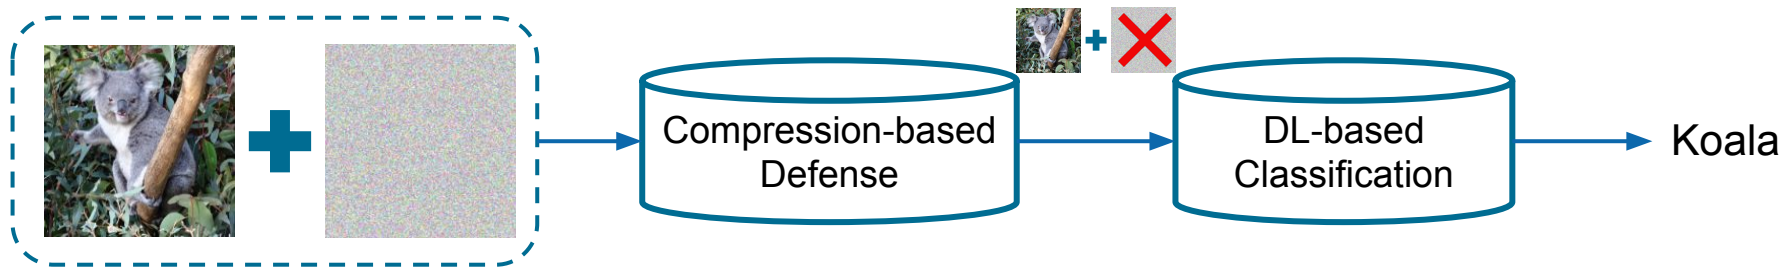 Compression-based
Defense
DL-based
Classification
Koala